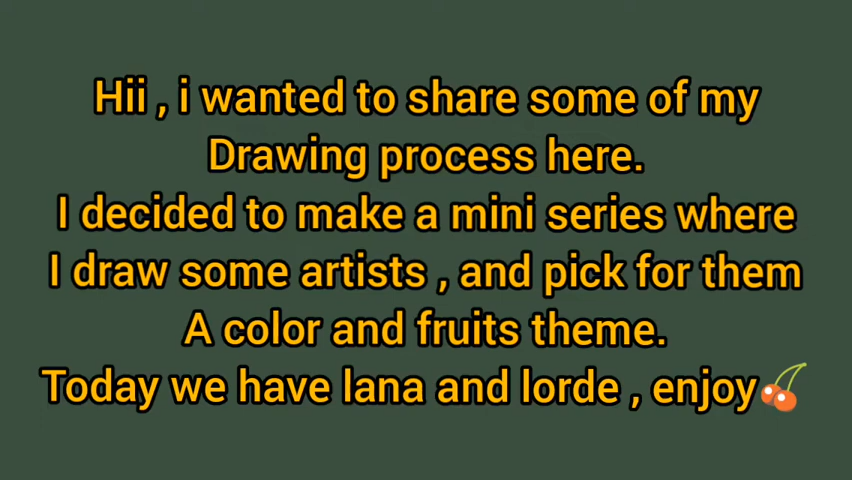 Hii , i wanted to share some of my
Drawing process here.
I decided to make a mini series where
I draw some artists , and pick for them
A color and fruits theme.
Today we have lana and lorde , enjoy🍒